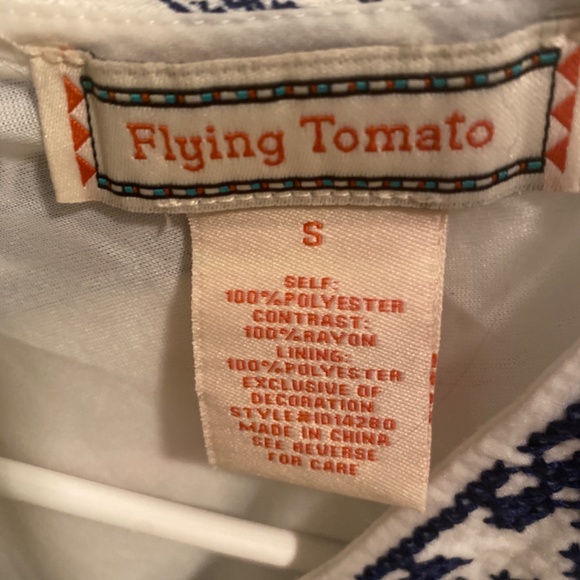 Flying Tomato
S
SELF:
100%POLYESTER
CONTRAST:
100%RAYON
LINING:
100%POLYESTER
EXCLUSIVE OF
DECORATION
STYLE#ID14280
MADE IN CHINA
SEE REVERSE
FOR CARE